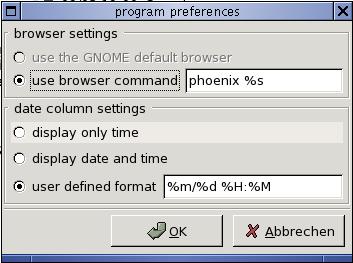 program preferences
browser settings
use the GNOME default browser
use browser command phoenix %s
date column settings
display only time
display date and time
user defined format %m/%d %H:%M
OK Abbrechen